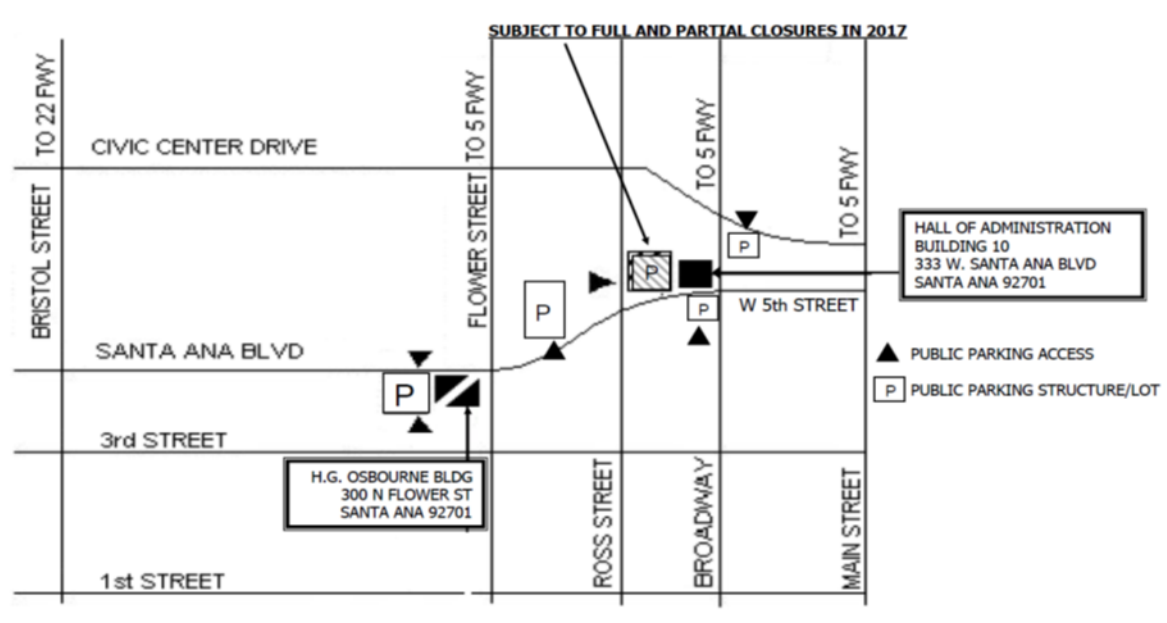 SUBJECT TO FULL AND PARTIAL CLOSURES IN 2017
TO 22 FWY
TO 5 FWY
TO 5 FWY
TO 5 FWY
CIVIC CENTER DRIVE
BRISTOL STREET
FLOWER STREET
P
P
P
P
P
HALL OF ADMINISTRATION
BUILDING 10
333 W. SANTA ANA BLVD
SANTA ANA 92701
W 5th STREET
SANTA ANA BLVD
PUBLIC PARKING ACCESS
P PUBLIC PARKING STRUCTURE/LOT
3rd STREET
H.G. OSBOURNE BLDG
300 N FLOWER ST
SANTA ANA 92701
ROSS STREET
BROADWAY
MAIN STREET
1st STREET